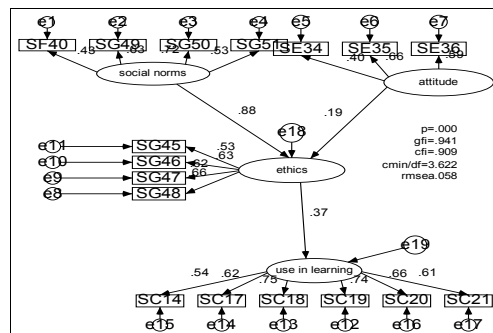 e1 e2 e3 e4 e5 e6 e7
SF40 SG49 SG50 SG51 SE34 SE35 SE36
.43 .63 .72 .53 .40 .66
social norms
attitude
.88 .19
e18
p=.000
gfi=.941
cfi=.909
cmin/df=3.622
rmsea.058
e11 SG45 .53
e10 SG46 .63
e9 SG47 .62
e8 SG48 .66
ethics
.37
e19
use in learning
.54 .62 .75 .74 .66 .61
SC14 SC17 SC18 SC19 SC20 SC21
e15 e14 e13 e12 e16 e17